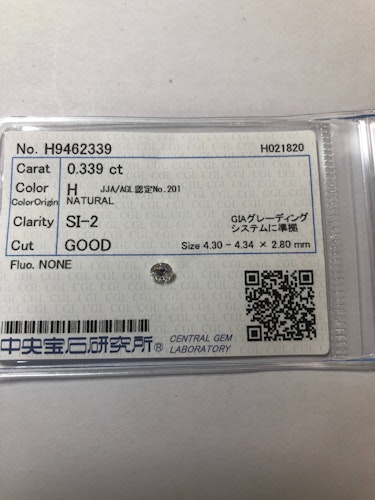 No. H9462339 H021820
Carat 0.339 ct
Color H JJA/AGL認定No.201
ColorOrigin NATURAL
Clarity SI-2 GIAグレーディング
システムに準拠
Cut GOOD Size 4.30 - 4.34 × 2.80 mm
Fluo. NONE
中央宝石研究所® CENTRAL GEM
LABORATORY